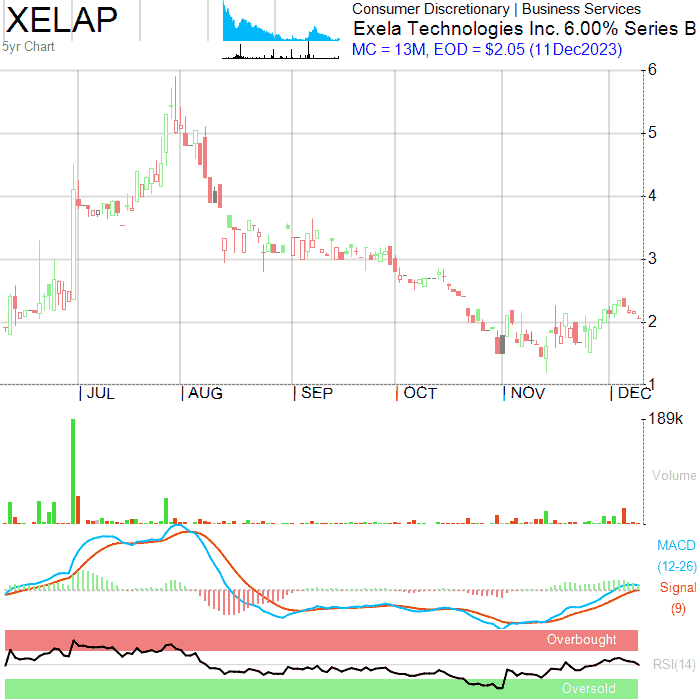 XELAP
5yr Chart
Consumer Discretionary | Business Services
Exela Technologies Inc. 6.00% Series B
MC = 13M, EOD = $2.05 (11Dec2023)
6
5
4
3
2
1
JUL AUG SEP OCT NOV DEC
189k
Volume
MACD
(12-26)
Signal
(9)
Overbought
RSI(14)
Oversold